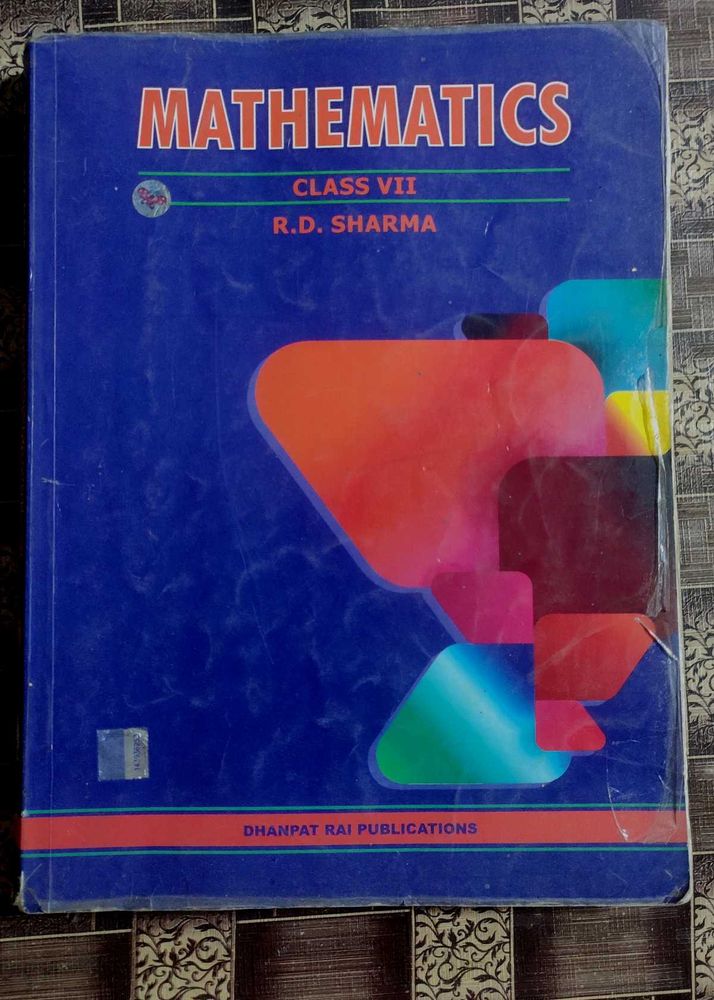 MATHEMATICS
CLASS VII
R.D. SHARMA
DHANPAT RAI PUBLICATIONS